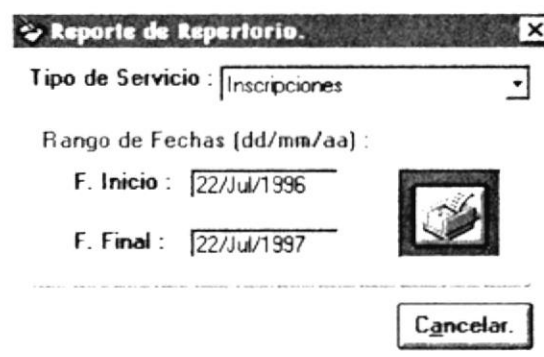 Reporte de Repertorio.
Tipo de Servicio : Inscripciones
Rango de Fechas (dd/mm/aa) :
F. Inicio : 22/Jul/1996
F. Final : 22/Jul/1997
Cancelar.